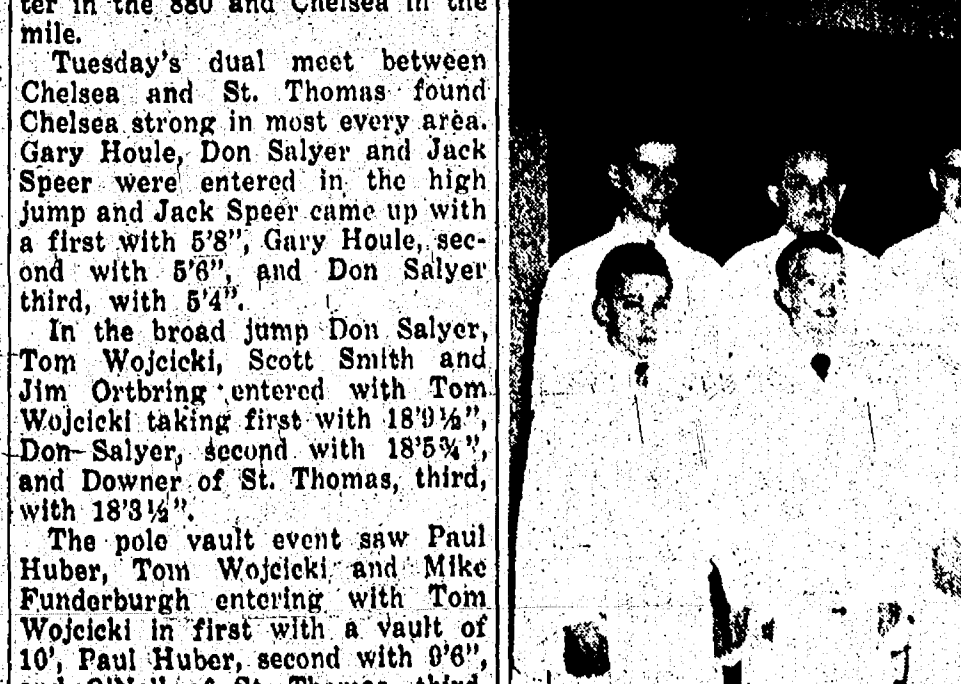 ter in the 880 and Chelsea in the
mile.
Tuesday's dual meet between
Chelsea and St. Thomas found
Chelsea strong in most every area.
Gary Houle, Don Salyer and Jack
Speer were entered in the high
jump and Jack Speer came up with
a first with 5'8", Gary Houle, sec-
ond with 5'6", and Don Salyer
third, with 5'4".
In the broad jump Don Salyer,
Tom Wojcicki, Scott Smith and
Jim Ortbring entered with Tom
Wojcicki taking first with 18'9½",
Don Salyer, second with 18'5¾",
and Downer of St. Thomas, third,
with 18'3½".
The pole vault event saw Paul
Huber, Tom Wojcicki and Mike
Funderburgh entering with Tom
Wojcicki in first with a vault of
10', Paul Huber, second with 9'6",
and O'Neil of St. Thomas, third,